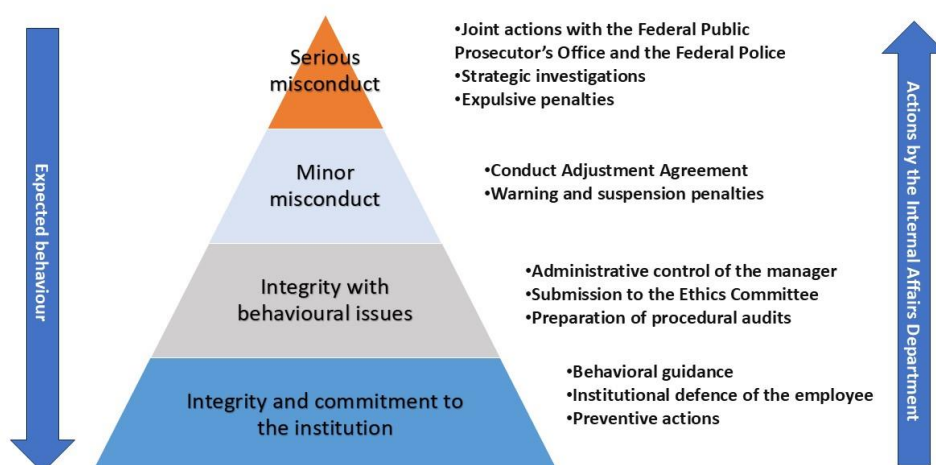 Expected behaviour
Serious
misconduct
•Joint actions with the Federal Public
Prosecutor's Office and the Federal Police
•Strategic investigations
•Expulsive penalties
Minor
misconduct
•Conduct Adjustment Agreement
•Warning and suspension penalties
Integrity with
behavioural issues
•Administrative control of the manager
•Submission to the Ethics Committee
•Preparation of procedural audits
Integrity and commitment to
the institution
•Behavioral guidance
•Institutional defence of the employee
•Preventive actions
Actions by the Internal Affairs Department